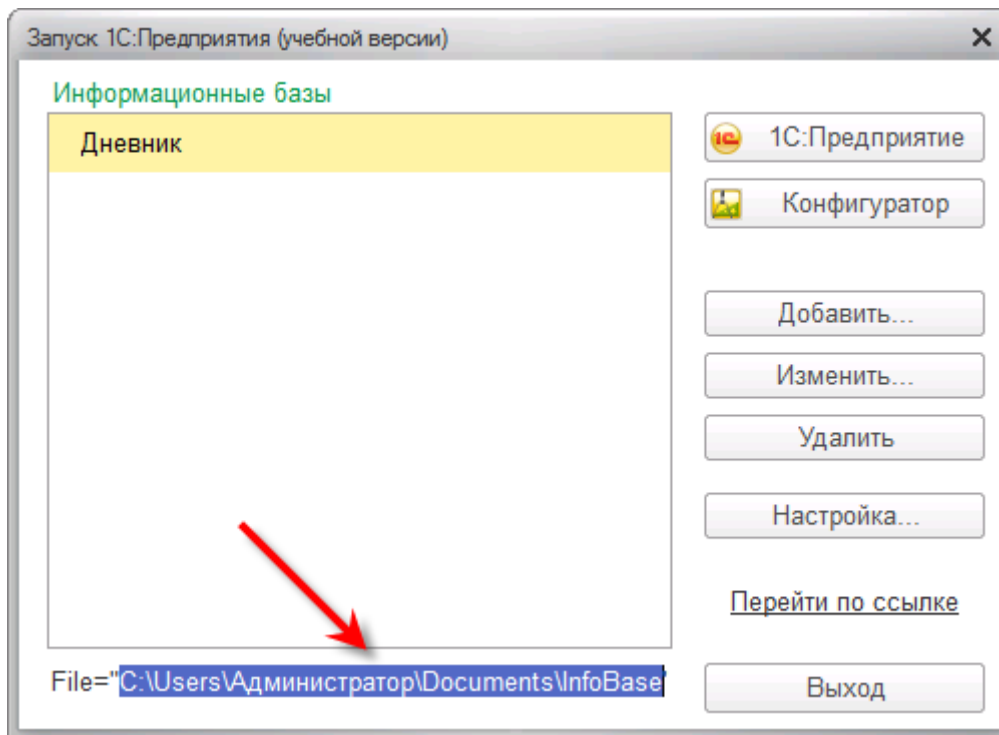 Запуск 1С:Предприятия (учебной версии)
Информационные базы
Дневник
1С:Предприятие
Конфигуратор
Добавить...
Изменить...
Удалить
Настройка...
Перейти по ссылке
File="C:\Users\Администратор\Documents\InfoBase"
Выход